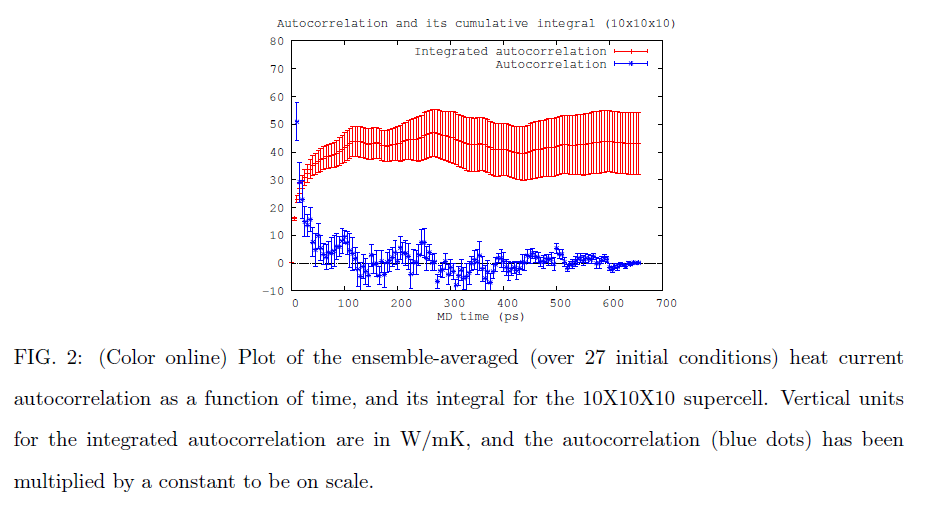 Autocorrelation and its cumulative integral (10x10x10)
80
70
60
50
40
30
20
10
0
−10
Integrated autocorrelation
Autocorrelation
0 100 200 300 400 500 600 700
MD time (ps)
FIG. 2: (Color online) Plot of the ensemble-averaged (over 27 initial conditions) heat current
autocorrelation as a function of time, and its integral for the 10X10X10 supercell. Vertical units
for the integrated autocorrelation are in W/mK, and the autocorrelation (blue dots) has been
multiplied by a constant to be on scale.